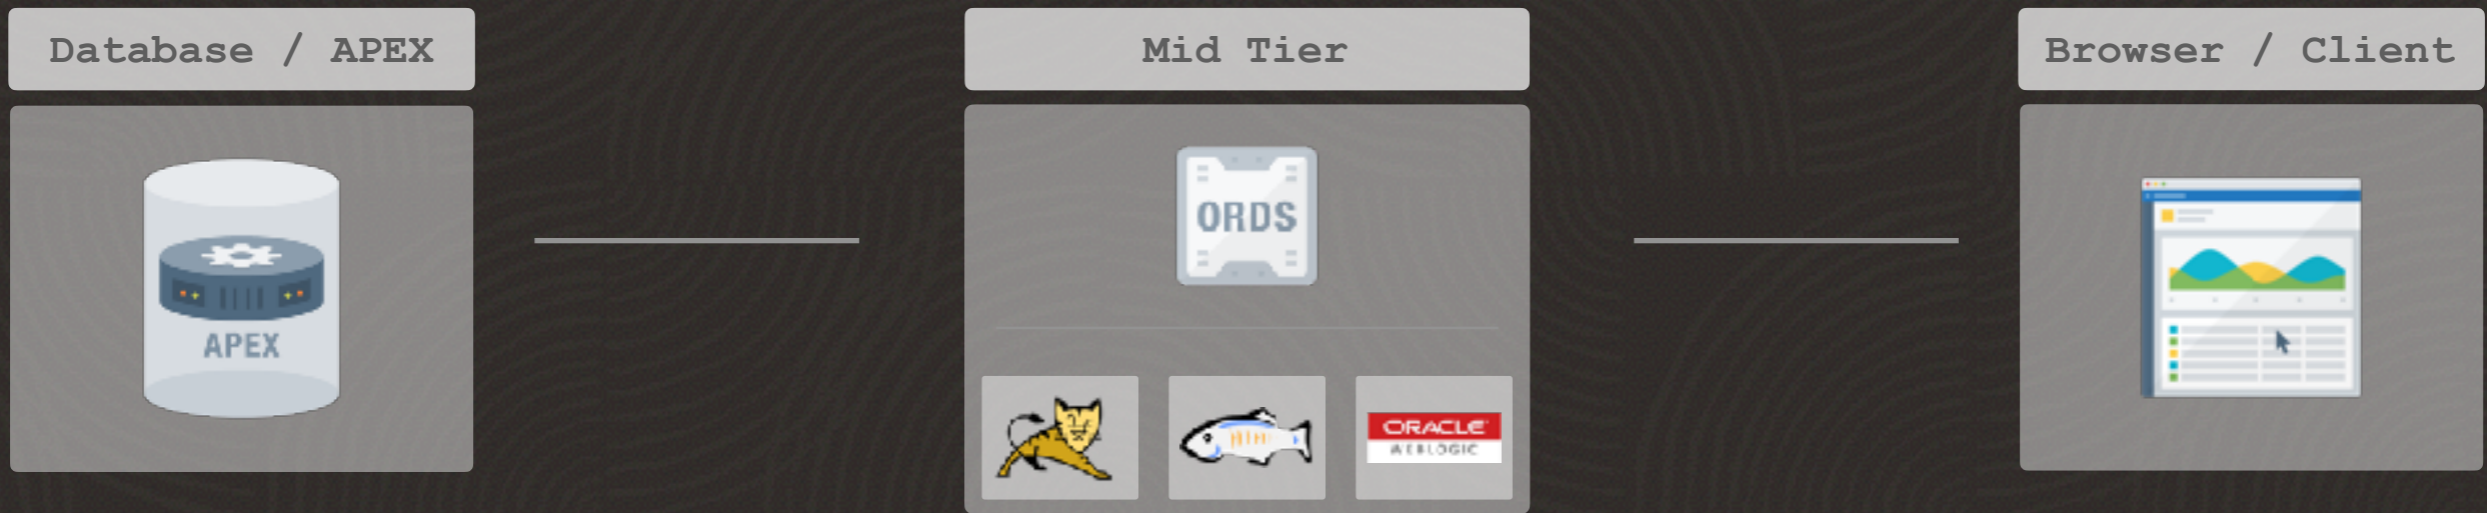 Database / APEX
Mid Tier
Browser / Client
APEX
ORDS
ORACLE
WEBLOGIC